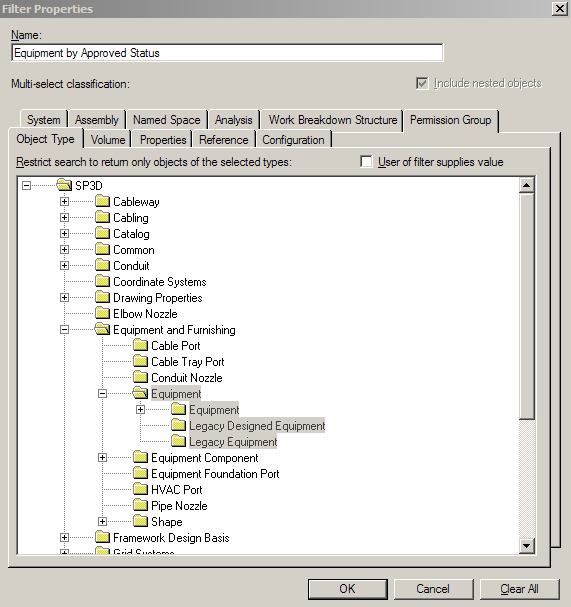 Filter Properties
Name:
Equipment by Approved Status
Multi-select classification:
Include nested objects
System Assembly Named Space Analysis Work Breakdown Structure Permission Group
Object Type Volume Properties Reference Configuration
Restrict search to return only objects of the selected types:
User of filter supplies value
SP3D
Cableway
Cabling
Catalog
Common
Conduit
Coordinate Systems
Drawing Properties
Elbow Nozzle
Equipment and Furnishing
Cable Port
Cable Tray Port
Conduit Nozzle
Equipment
Equipment
Legacy Designed Equipment
Legacy Equipment
Equipment Component
Equipment Foundation Port
HVAC Port
Pipe Nozzle
Shape
Framework Design Basis
Grid Systems
OK Cancel Clear All